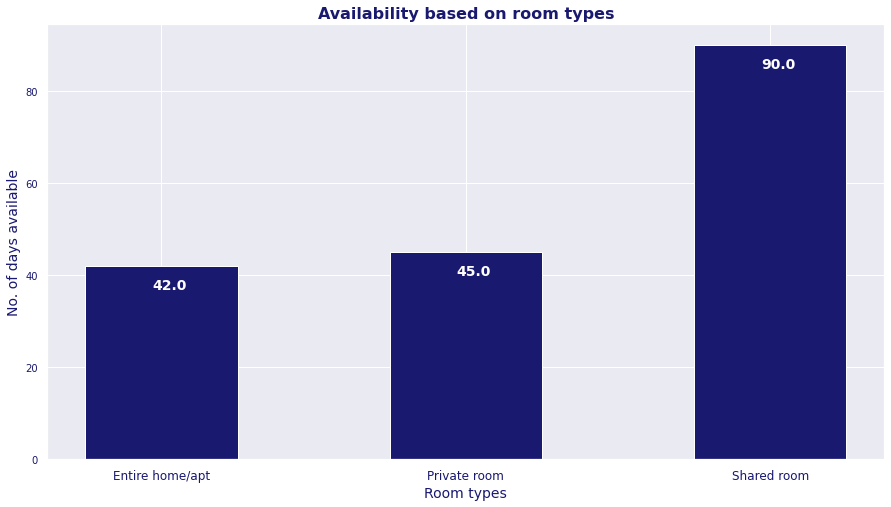 Availability based on room types
No. of days available
80
60
40
20
0
42.0
45.0
90.0
Entire home/apt
Private room
Shared room
Room types